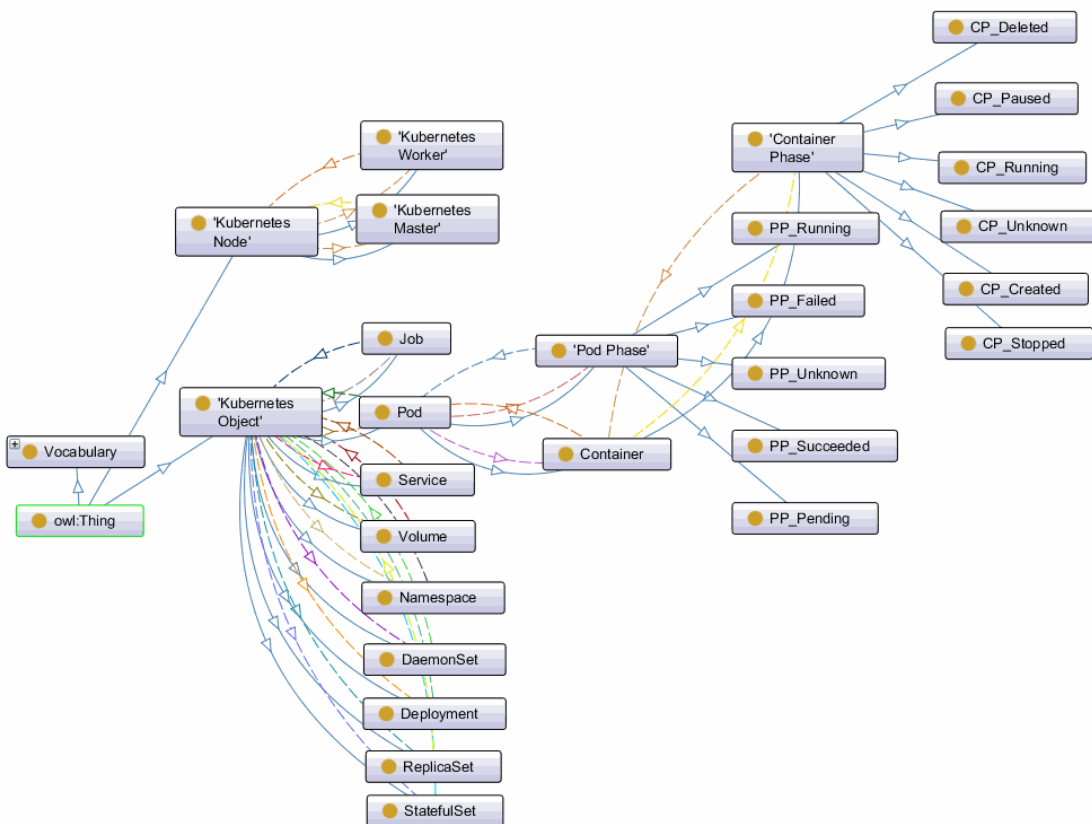 CP_Deleted
CP_Paused
'Container
Phase'
'Kubernetes
Worker'
CP_Running
'Kubernetes
Node'
'Kubernetes
Master'
PP_Running
CP_Unknown
CP_Created
PP_Failed
Job
'Pod Phase'
CP_Stopped
PP_Unknown
'Kubernetes
Object'
Pod
Vocabulary
Container
PP_Succeeded
Service
owl:Thing
PP_Pending
Volume
Namespace
DaemonSet
Deployment
ReplicaSet
StatefulSet